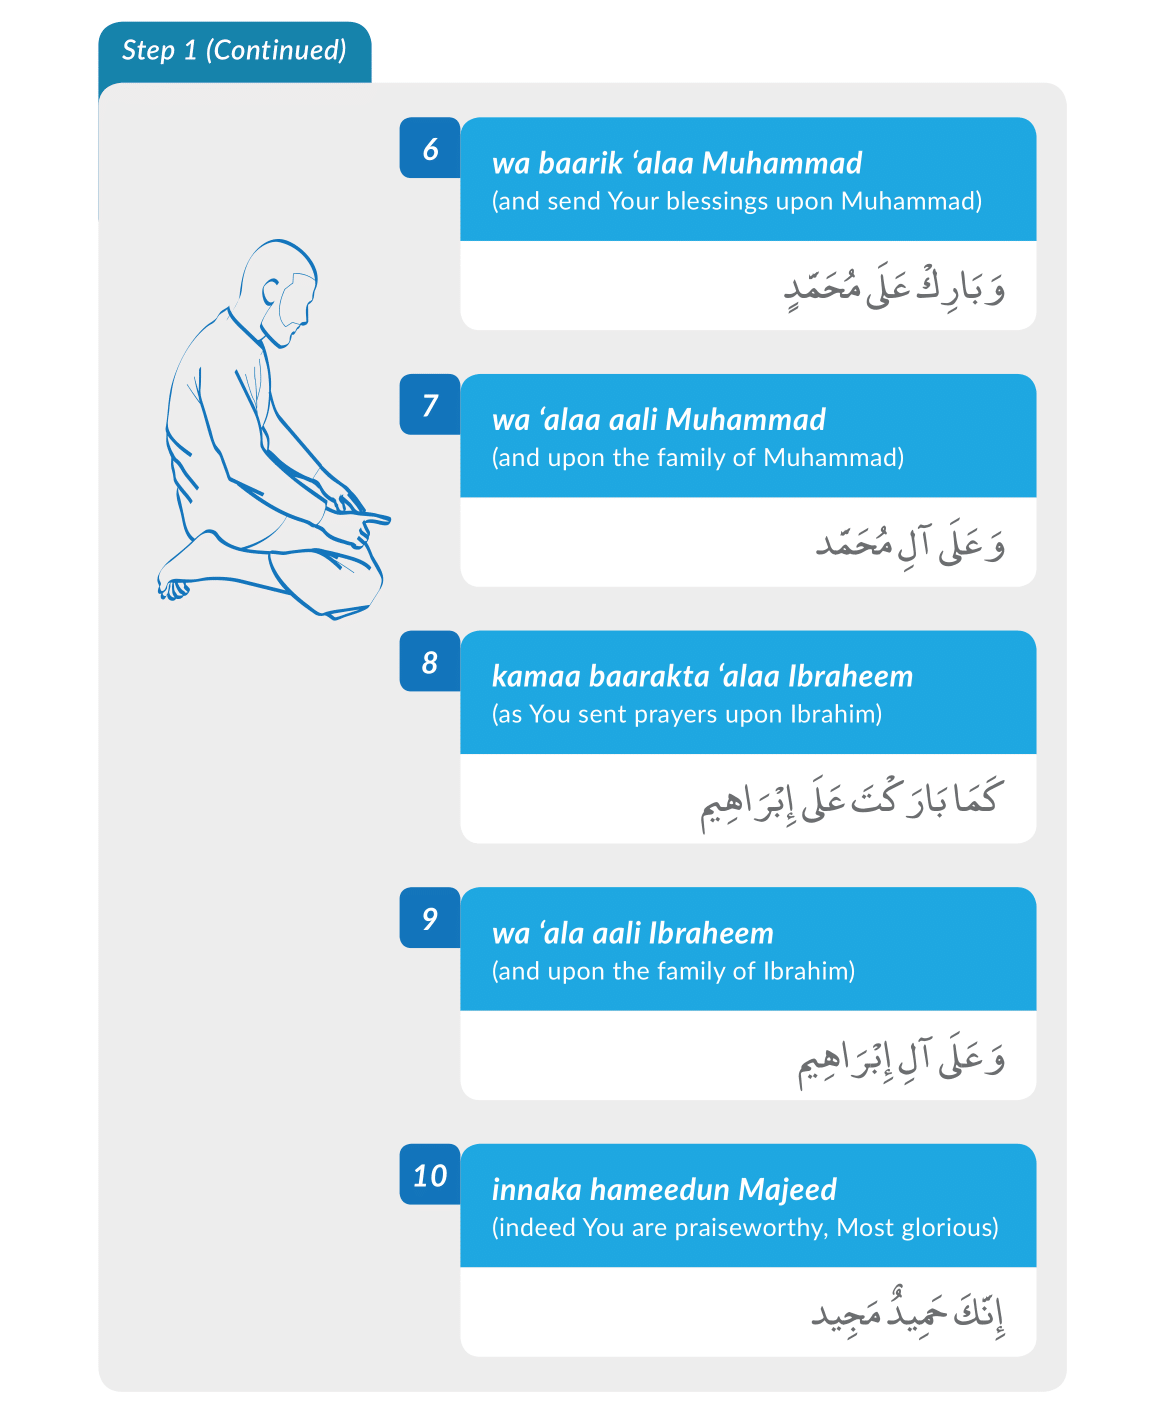 Step 1 (Continued)
6
wa baarik ‘alaa Muhammad
(and send Your blessings upon Muhammad)
وَبَارِكْ عَلَى مُحَمَّدٍ
7
wa ‘alaa aali Muhammad
(and upon the family of Muhammad)
وَعَلَى آلِ مُحَمَّد
8
kamaa baarakta ‘alaa Ibraheem
(as You sent prayers upon Ibrahim)
كَمَا بَارَكْتَ عَلَى إِبْرَاهِيم
9
wa ‘ala aali Ibraheem
(and upon the family of Ibrahim)
وَعَلَى آلِ إِبْرَاهِيم
10
innaka hameedun Majeed
(indeed You are praiseworthy, Most glorious)
إِنَّكَ حَمِيدٌ مَجِيد